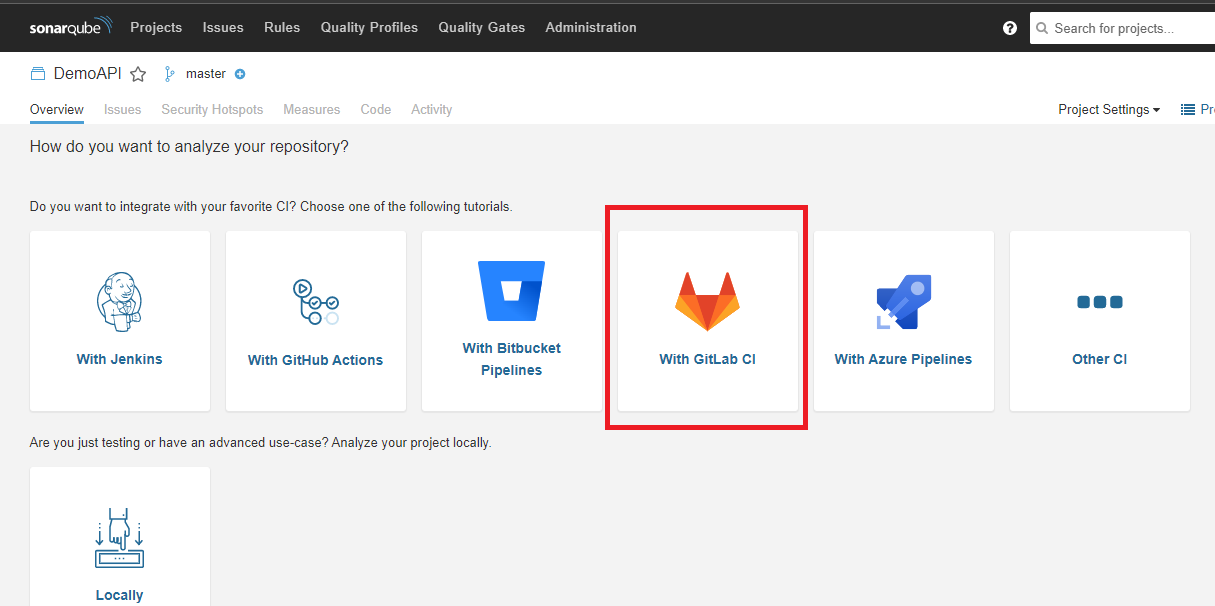 sonarqube Projects Issues Rules Quality Profiles Quality Gates Administration ? Search for projects...
DemoAPI master
Overview Issues Security Hotspots Measures Code Activity Project Settings
How do you want to analyze your repository?
Do you want to integrate with your favorite CI? Choose one of the following tutorials.
With Jenkins
With GitHub Actions
With Bitbucket
Pipelines
With GitLab CI
With Azure Pipelines
Other CI
Are you just testing or have an advanced use-case? Analyze your project locally.
Locally